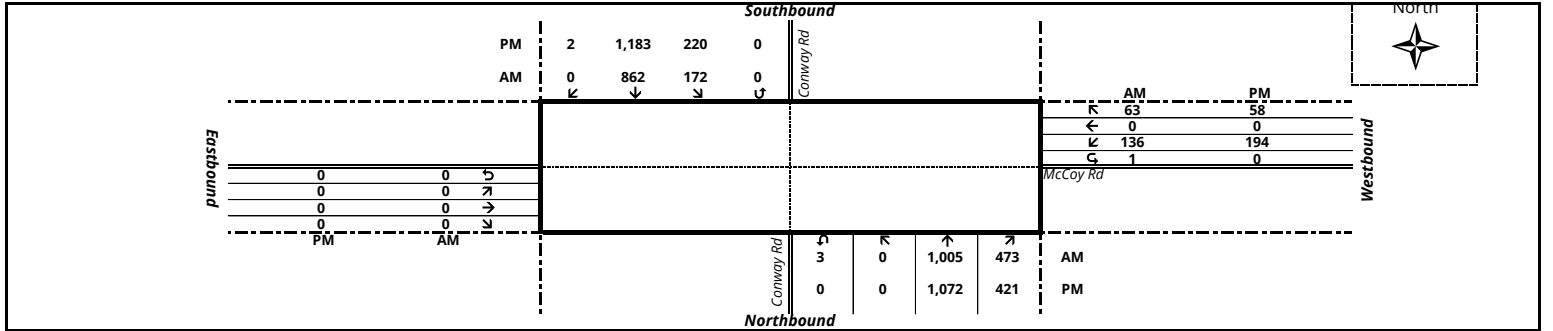 Southbound
North
PM 2 1,183 220 0
Conway Rd
AM 0 862 172 0
AM PM
63 58
0 0
136 194
1 0
Eastbound
Westbound
McCoy Rd
0 0
0 0
0 0
0 0
PM AM
Conway Rd
3 0 1,005 473 AM
0 0 1,072 421 PM
Northbound